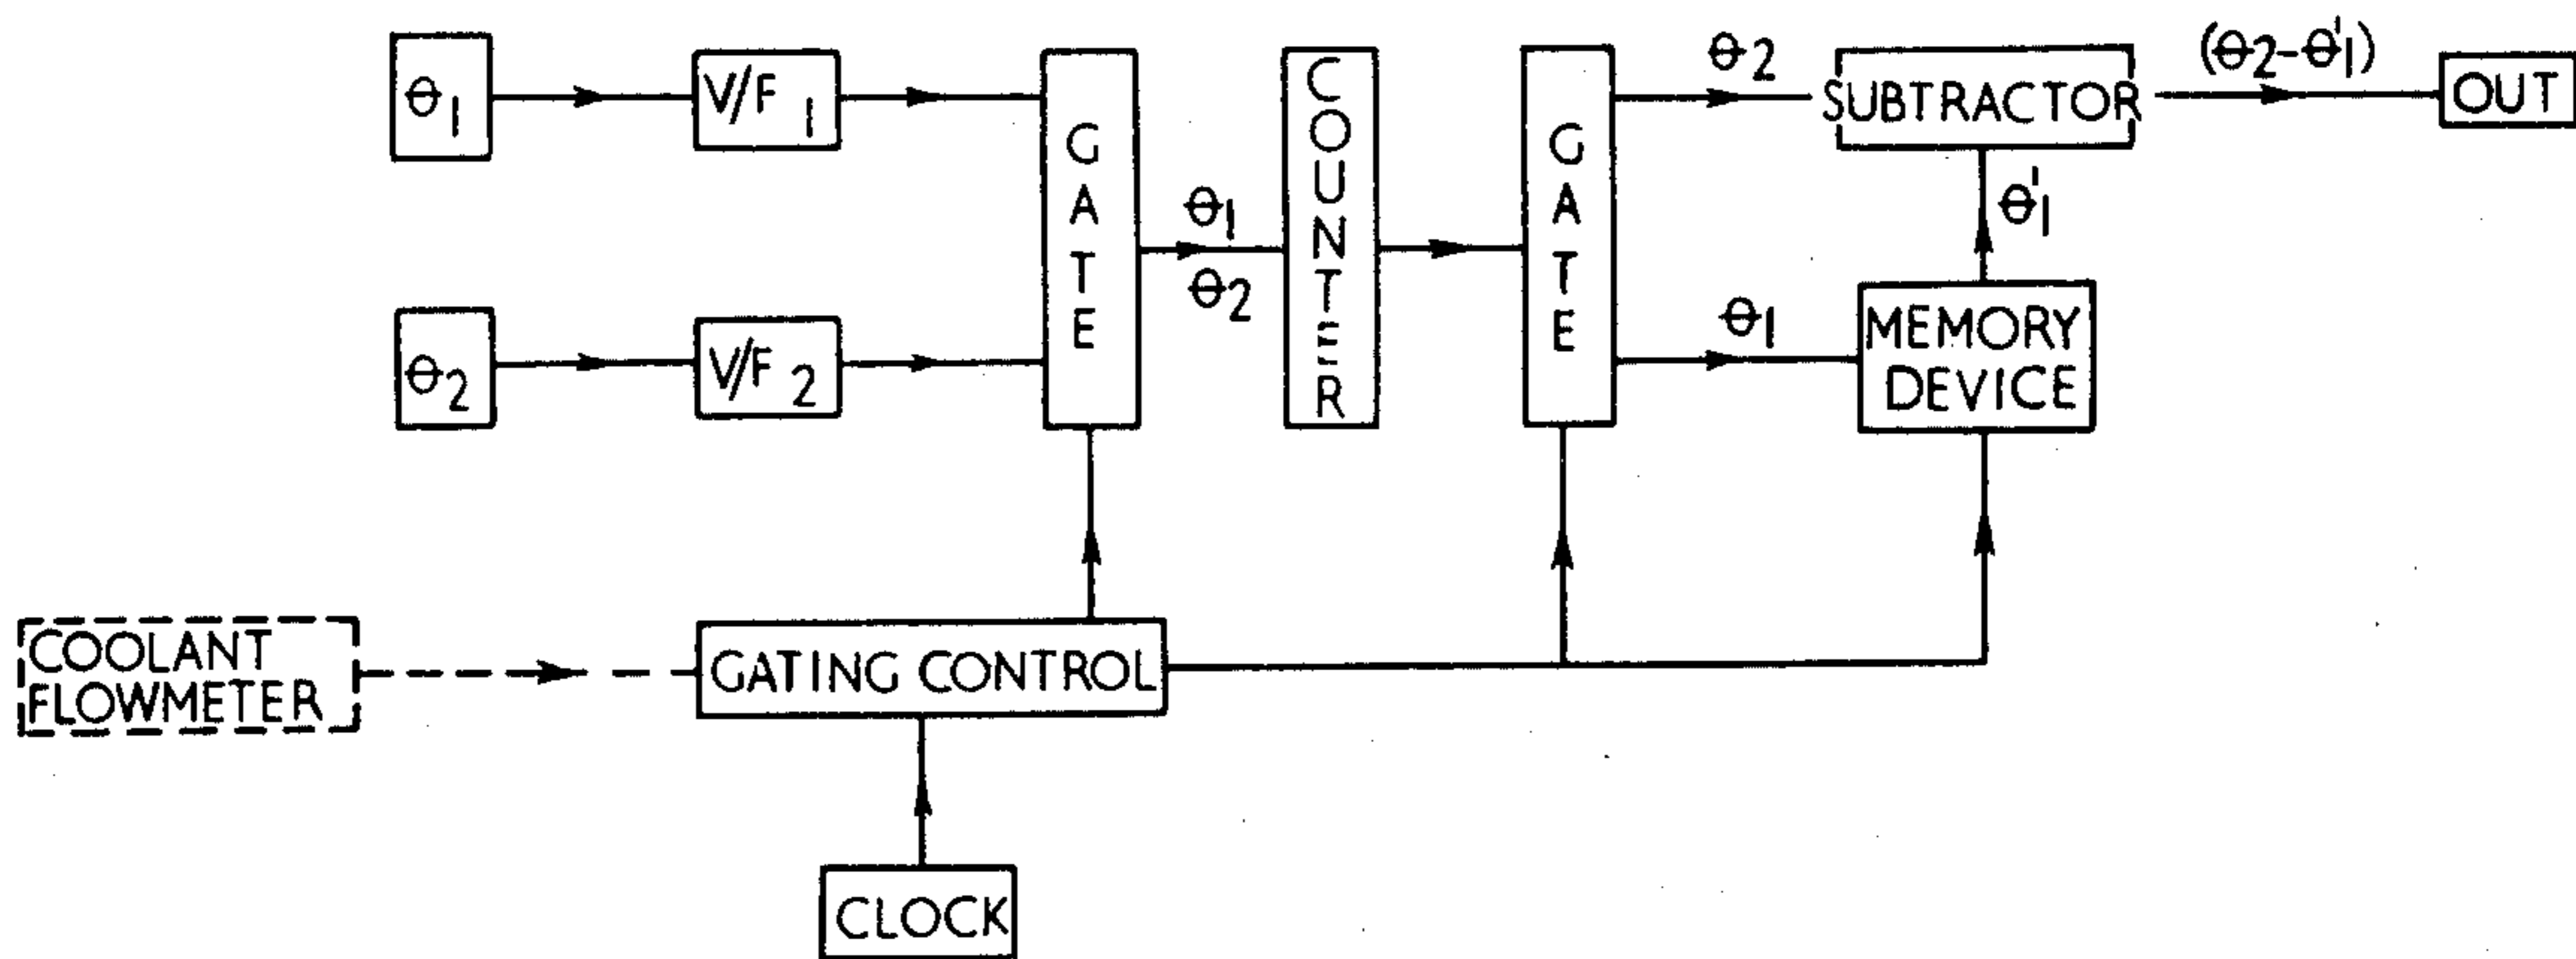 θ1
V/F 1
GATE
θ1
θ2
COUNTER
GATE
θ2
SUBTRACTOR
(θ2-θ'1)
OUT
θ'1
θ2
V/F 2
θ1
MEMORY
DEVICE
COOLANT
FLOWMETER
GATING CONTROL
CLOCK